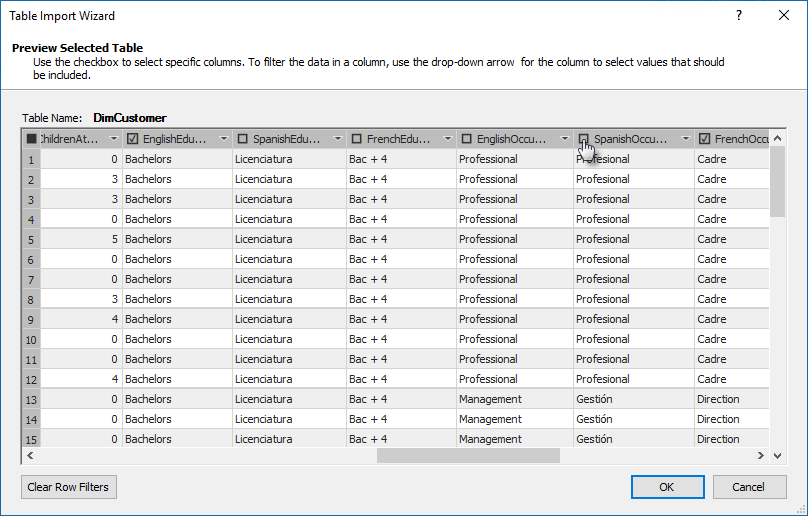 Table Import Wizard
?
Preview Selected Table
Use the checkbox to select specific columns. To filter the data in a column, use the drop-down arrow for the column to select values that should
be included.
Table Name: DimCustomer
ChildrenAt... EnglishEdu... SpanishEdu... FrenchEdu... EnglishOccu... SpanishOccu... FrenchOccu
1 0 Bachelors Licenciatura Bac + 4 Professional Profesional Cadre
2 3 Bachelors Licenciatura Bac + 4 Professional Profesional Cadre
3 3 Bachelors Licenciatura Bac + 4 Professional Profesional Cadre
4 0 Bachelors Licenciatura Bac + 4 Professional Profesional Cadre
5 5 Bachelors Licenciatura Bac + 4 Professional Profesional Cadre
6 0 Bachelors Licenciatura Bac + 4 Professional Profesional Cadre
7 0 Bachelors Licenciatura Bac + 4 Professional Profesional Cadre
8 3 Bachelors Licenciatura Bac + 4 Professional Profesional Cadre
9 4 Bachelors Licenciatura Bac + 4 Professional Profesional Cadre
10 0 Bachelors Licenciatura Bac + 4 Professional Profesional Cadre
11 0 Bachelors Licenciatura Bac + 4 Professional Profesional Cadre
12 4 Bachelors Licenciatura Bac + 4 Professional Profesional Cadre
13 0 Bachelors Licenciatura Bac + 4 Management Gestión Direction
14 0 Bachelors Licenciatura Bac + 4 Management Gestión Direction
15 0 Bachelors Licenciatura Bac + 4 Management Gestión Direction
Clear Row Filters OK Cancel